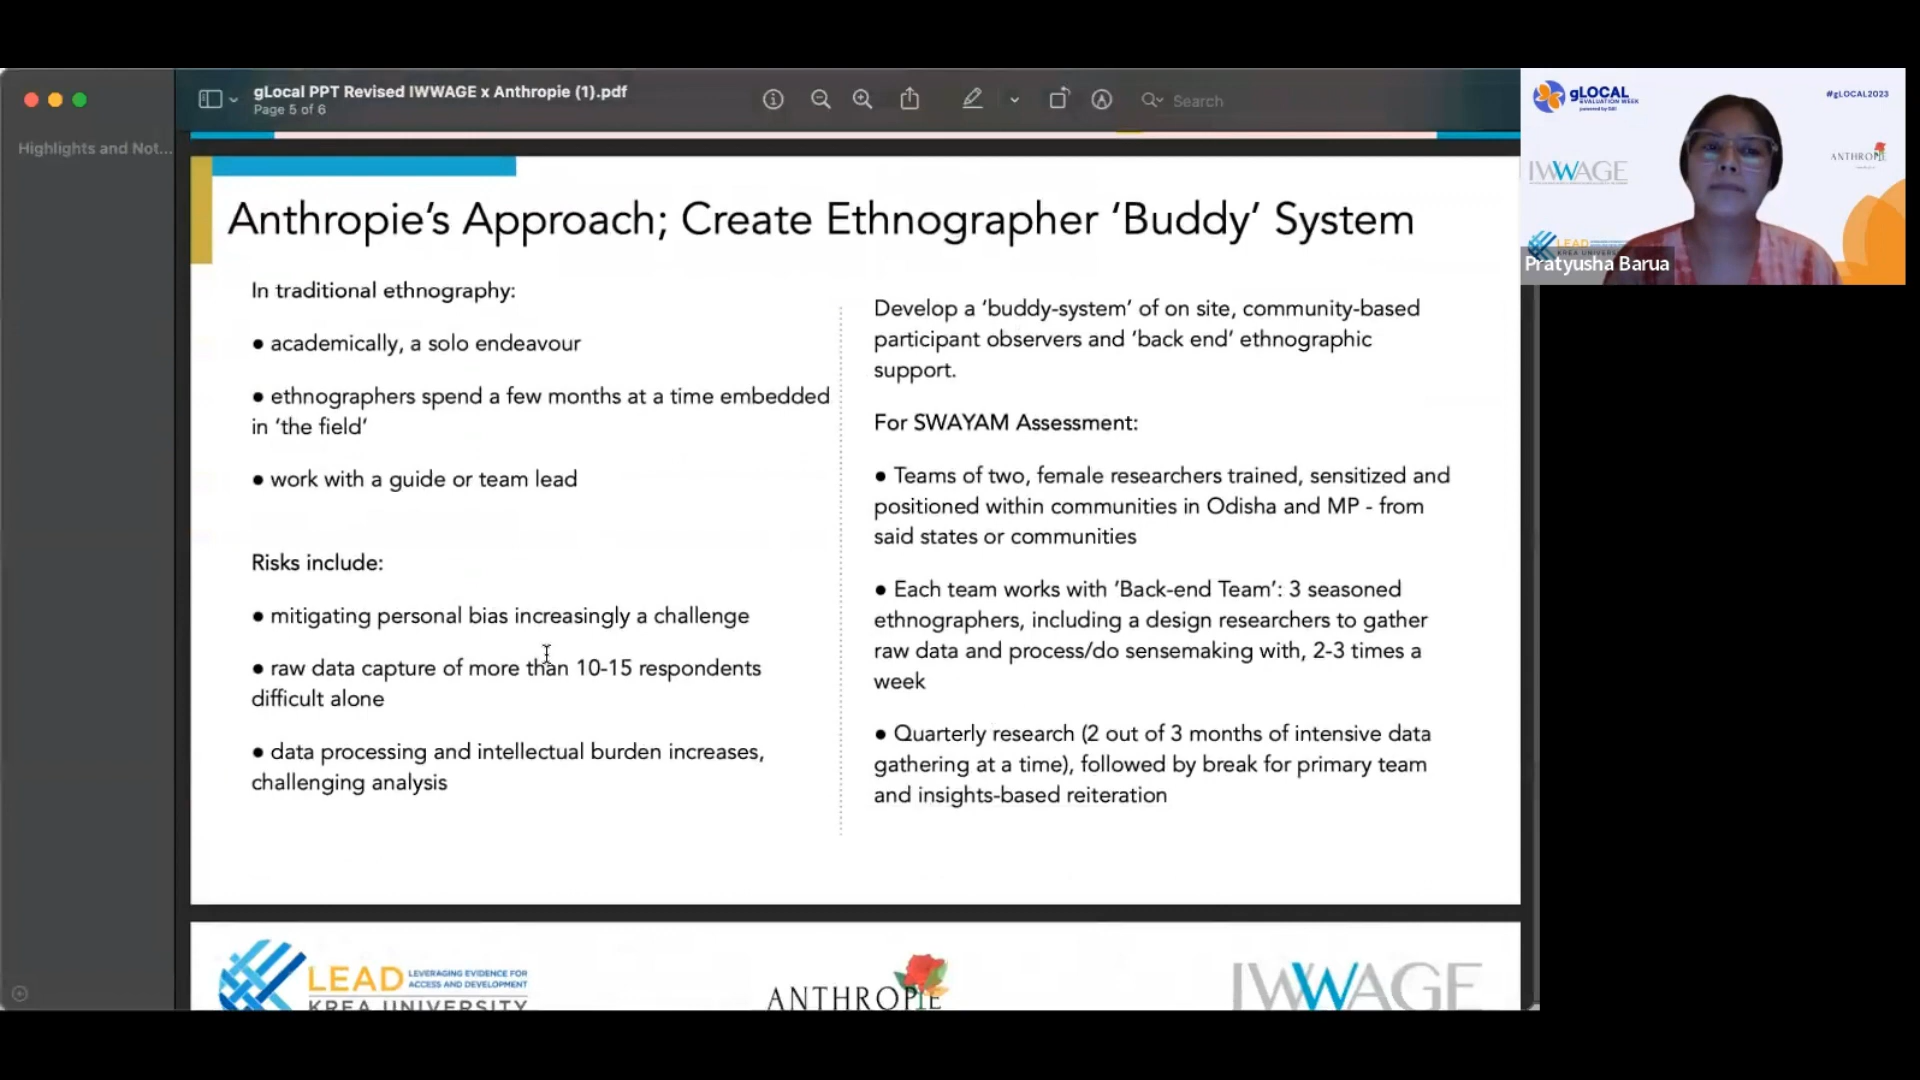 gLocal PPT Revised IWWAGE x Anthropie (1).pdf
Page 5 of 6
Search
Highlights and Not...
Anthropie’s Approach; Create Ethnographer ‘Buddy’ System
In traditional ethnography:
● academically, a solo endeavour
● ethnographers spend a few months at a time embedded
in ‘the field’
● work with a guide or team lead
Risks include:
● mitigating personal bias increasingly a challenge
● raw data capture of more than 10-15 respondents
difficult alone
● data processing and intellectual burden increases,
challenging analysis
Develop a ‘buddy-system’ of on site, community-based
participant observers and ‘back end’ ethnographic
support.
For SWAYAM Assessment:
● Teams of two, female researchers trained, sensitized and
positioned within communities in Odisha and MP - from
said states or communities
● Each team works with ‘Back-end Team’: 3 seasoned
ethnographers, including a design researchers to gather
raw data and process/do sensemaking with, 2-3 times a
week
● Quarterly research (2 out of 3 months of intensive data
gathering at a time), followed by break for primary team
and insights-based reiteration
LEAD LEVERAGING EVIDENCE FOR
ACCESS AND DEVELOPMENT
KREA UNIVERSITY
ANTHROPIE
IWWAGE
gLOCAL
EVALUATION WEEK
#gLOCAL2023
IWWAGE
ANTHROPIE
LEAD
KREA UNIVERSITY
Pratyusha Barua